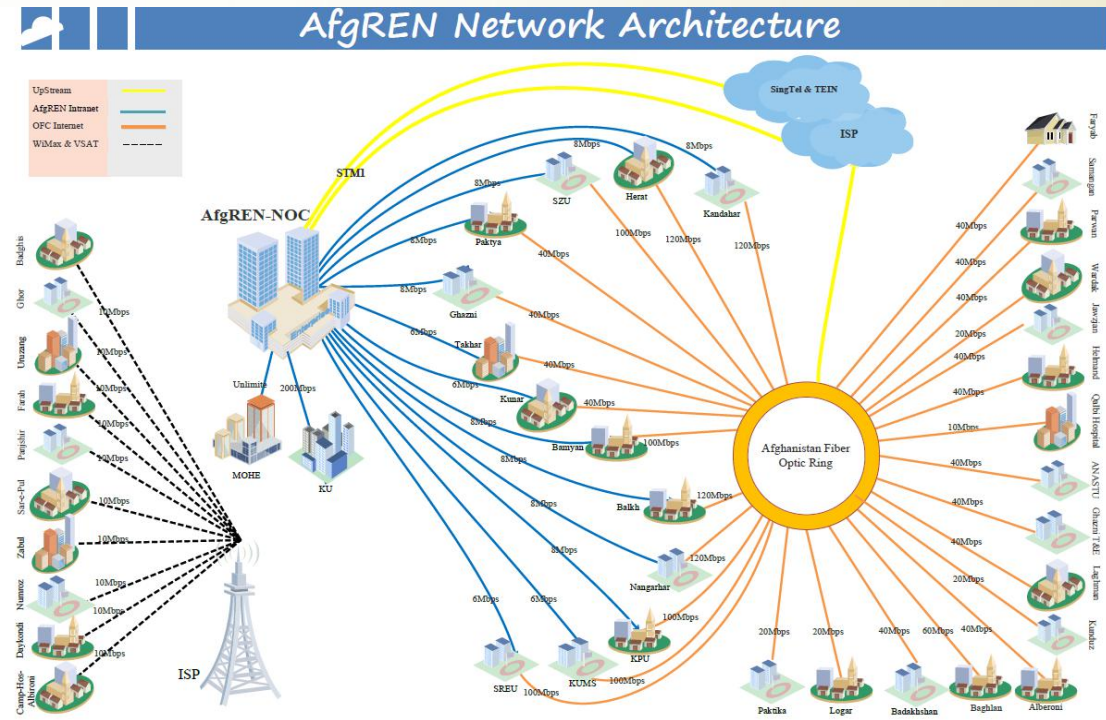 AfgREN Network Architecture
UpStream
AfgREN Intranet
OFC Internet
WiMax & VSAT
SingTel & TEIN
ISP
STM1
AfgREN-NOC
Unlimite
200Mbps
MOHE
KU
Badghis
10Mbps
Ghor
10Mbps
Uruzang
10Mbps
Farah
10Mbps
Panjshir
10Mbps
Sar-e-Pul
10Mbps
Zabul
10Mbps
Numroz
10Mbps
Daykondi
10Mbps
Camp-Hos-
Alberoni
10Mbps
ISP
8Mbps
8Mbps
8Mbps
8Mbps
8Mbps
6Mbps
6Mbps
8Mbps
8Mbps
8Mbps
8Mbps
6Mbps
6Mbps
SZU
Herat
Kandahar
Paktya
Ghazni
Takhar
Kunar
Bamyan
Balkh
Nangarhar
KPU
KUMS
SREU
100Mbps
120Mbps
120Mbps
40Mbps
40Mbps
40Mbps
40Mbps
100Mbps
120Mbps
120Mbps
100Mbps
100Mbps
100Mbps
Afghanistan Fiber
Optic Ring
Faryab
Samangan
Parwan
Wardak
Jawzjan
Helmand
Qulbi Hospital
ANASTU
Ghazni T&E
Laghman
Kunduz
40Mbps
40Mbps
40Mbps
20Mbps
40Mbps
40Mbps
10Mbps
40Mbps
40Mbps
40Mbps
20Mbps
20Mbps
20Mbps
40Mbps
60Mbps
40Mbps
Paktika
Logar
Badakhshan
Baghlan
Alberoni